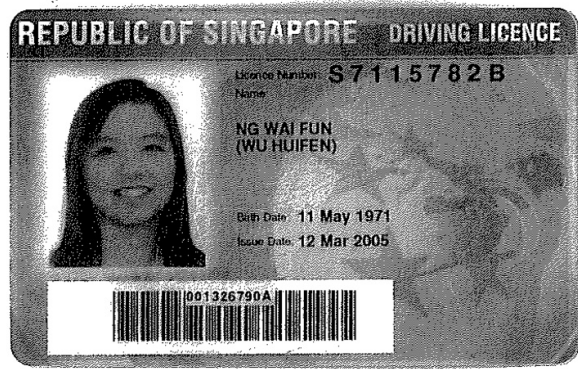 REPUBLIC OF SINGAPORE DRIVING LICENCE
Licence Number: S7115782B
Name
NG WAI FUN
(WU HUIFEN)
Birth Date: 11 May 1971
Issue Date: 12 Mar 2005
001326790A